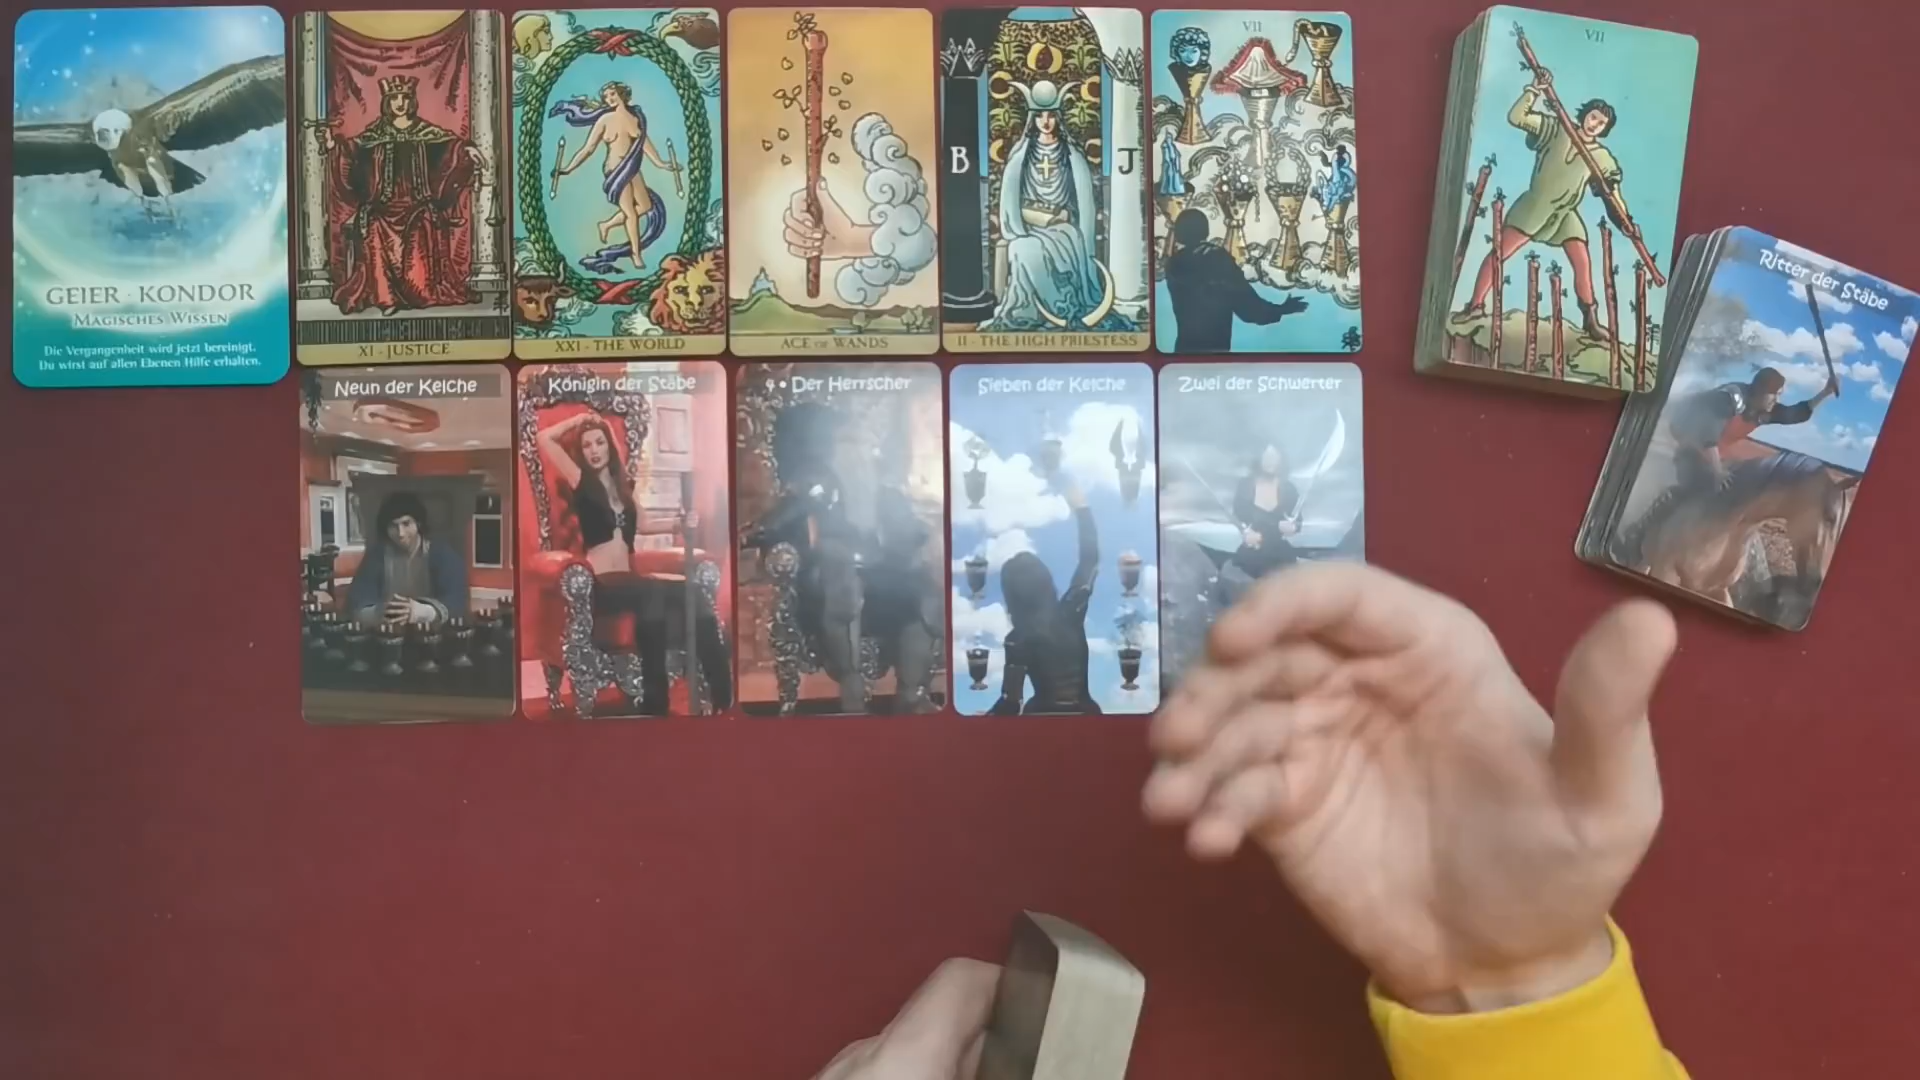 GEIER · KONDOR
MAGISCHES WISSEN
Die Vergangenheit wird jetzt bereinigt.
Du wirst auf allen Ebenen Hilfe erhalten.
XI · JUSTICE
XXI · THE WORLD
ACE OF WANDS
B
J
II · THE HIGH PRIESTESS
VII
VII
Ritter der Stäbe
Neun der Kelche
Königin der Stäbe
4 • Der Herrscher
Sieben der Kelche
Zwei der Schwerter